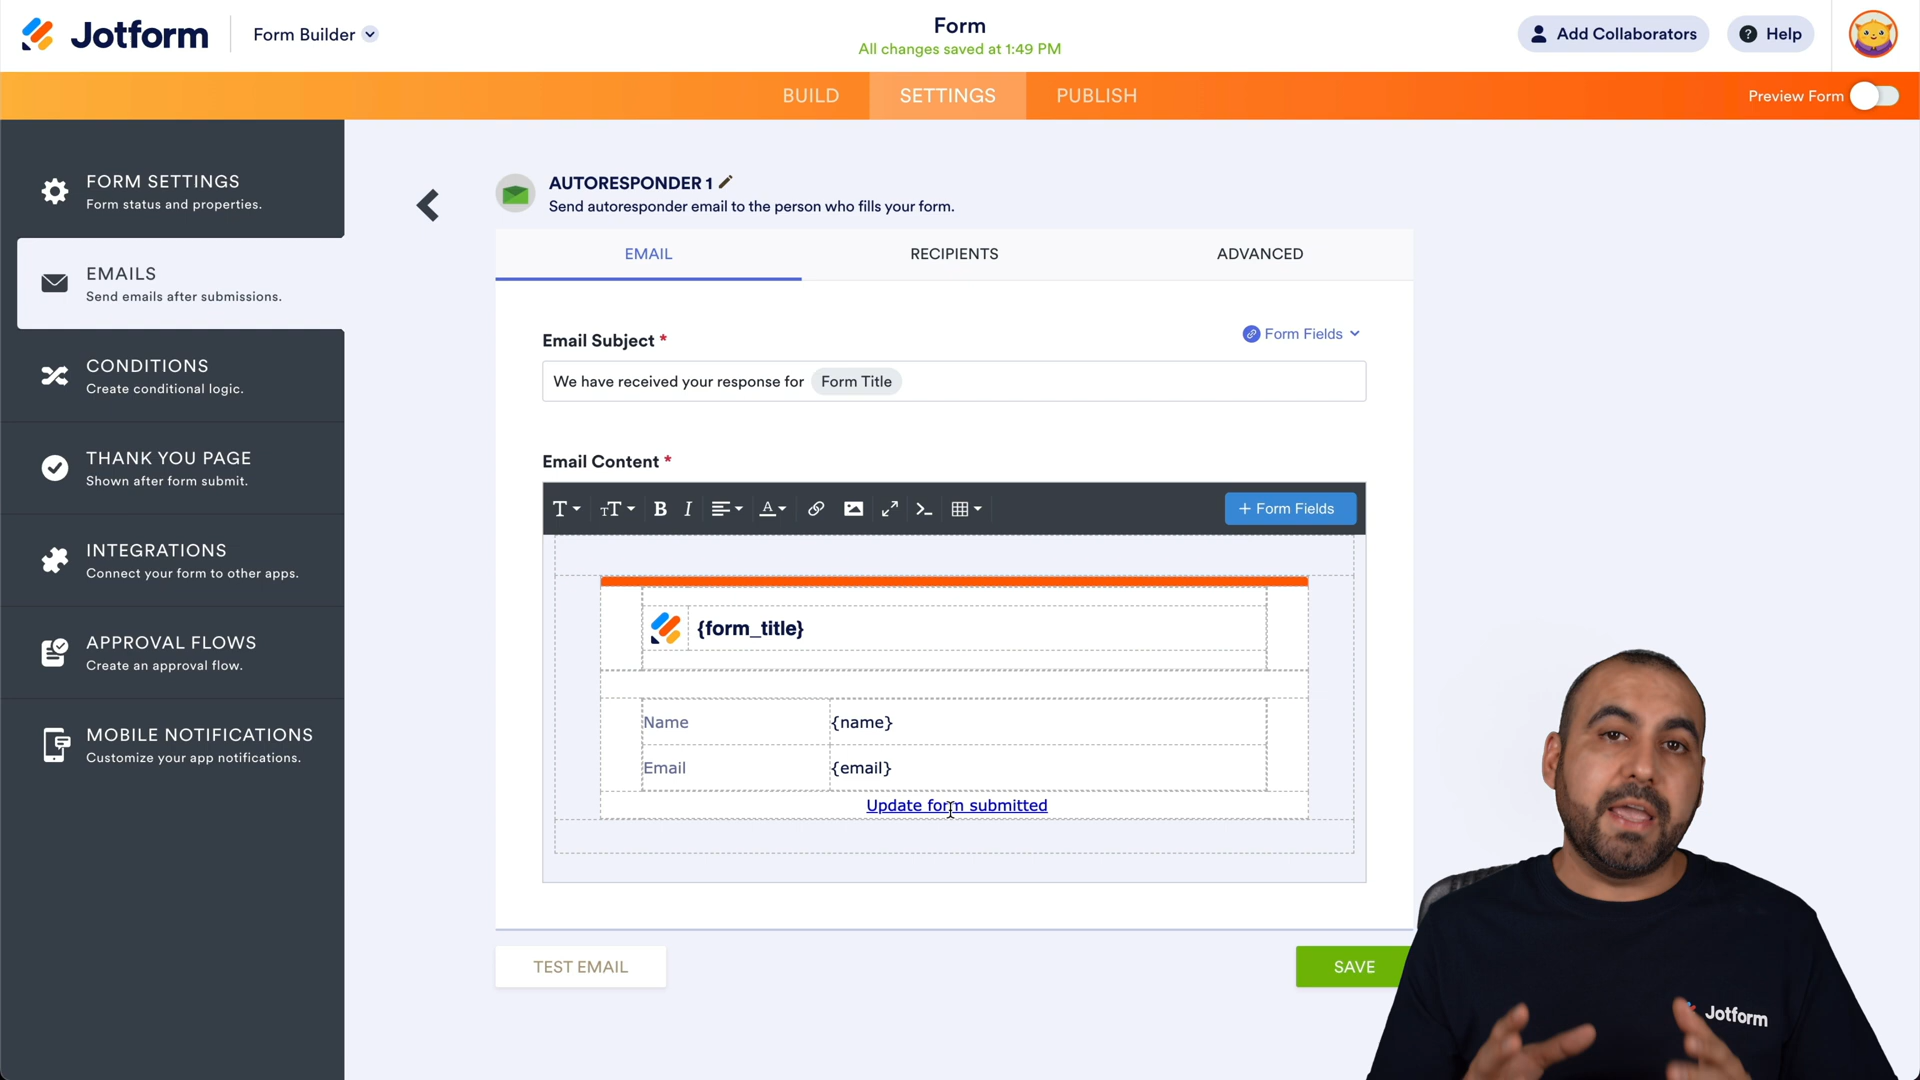 Jotform
Form Builder
Form
All changes saved at 1:49 PM
Add Collaborators
Help
BUILD
SETTINGS
PUBLISH
Preview Form
FORM SETTINGS
Form status and properties.
EMAILS
Send emails after submissions.
CONDITIONS
Create conditional logic.
THANK YOU PAGE
Shown after form submit.
INTEGRATIONS
Connect your form to other apps.
APPROVAL FLOWS
Create an approval flow.
MOBILE NOTIFICATIONS
Customize your app notifications.
AUTORESPONDER 1
Send autoresponder email to the person who fills your form.
EMAIL
RECIPIENTS
ADVANCED
Email Subject *
Form Fields
We have received your response for Form Title
Email Content *
+ Form Fields
{form_title}
Name
{name}
Email
{email}
Update form submitted
TEST EMAIL
SAVE
Jotform